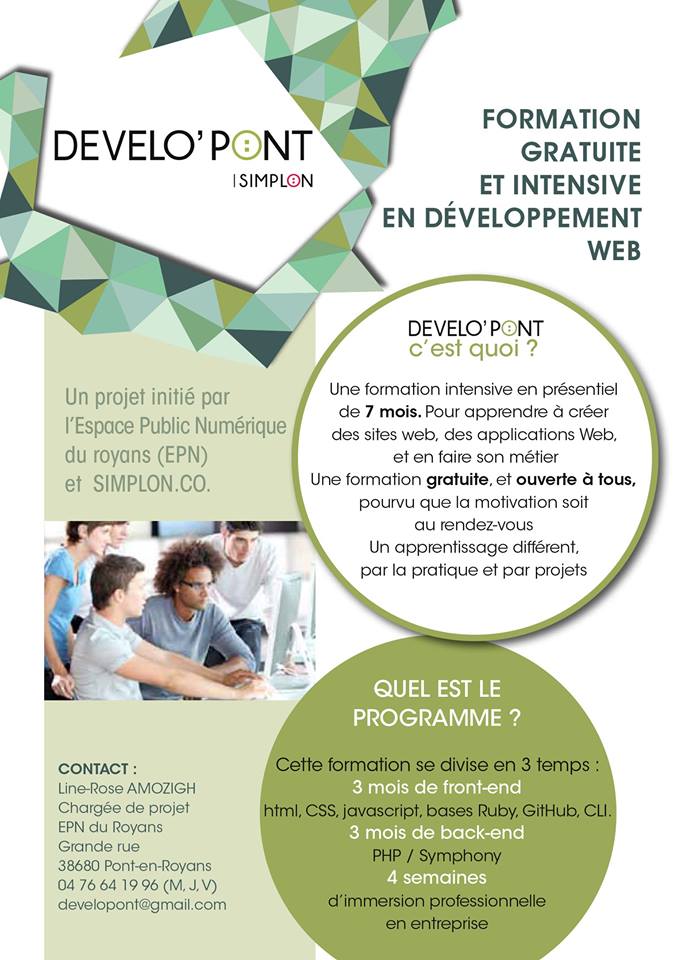 DEVELO'PONT
|SIMPLON
FORMATION
GRATUITE
ET INTENSIVE
EN DÉVELOPPEMENT
WEB
Un projet initié par
l'Espace Public Numérique
du royans (EPN)
et SIMPLON.CO.
DEVELO'PONT
c'est quoi ?
Une formation intensive en présentiel
de 7 mois. Pour apprendre à créer
des sites web, des applications Web,
et en faire son métier
Une formation gratuite, et ouverte à tous,
pourvu que la motivation soit
au rendez-vous
Un apprentissage différent,
par la pratique et par projets
QUEL EST LE
PROGRAMME ?
Cette formation se divise en 3 temps :
3 mois de front-end
html, CSS, javascript, bases Ruby, GitHub, CLI.
3 mois de back-end
PHP / Symphony
4 semaines
d'immersion professionnelle
en entreprise
CONTACT :
Line-Rose AMOZIGH
Chargée de projet
EPN du Royans
Grande rue
38680 Pont-en-Royans
04 76 64 19 96 (M, J, V)
developont@gmail.com